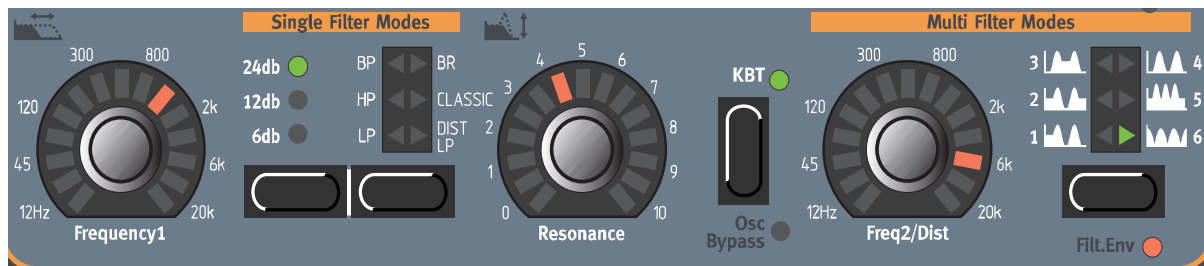 Single Filter Modes
Multi Filter Modes
300
800
120
2k
45
6k
12Hz
20k
Frequency1
24db
12db
6db
BP
BR
HP
CLASSIC
LP
DIST
LP
5
4
6
3
7
2
8
1
9
0
10
Resonance
KBT
Osc
Bypass
300
800
120
2k
45
6k
12Hz
20k
Freq2/Dist
3
4
2
5
1
6
Filt.Env